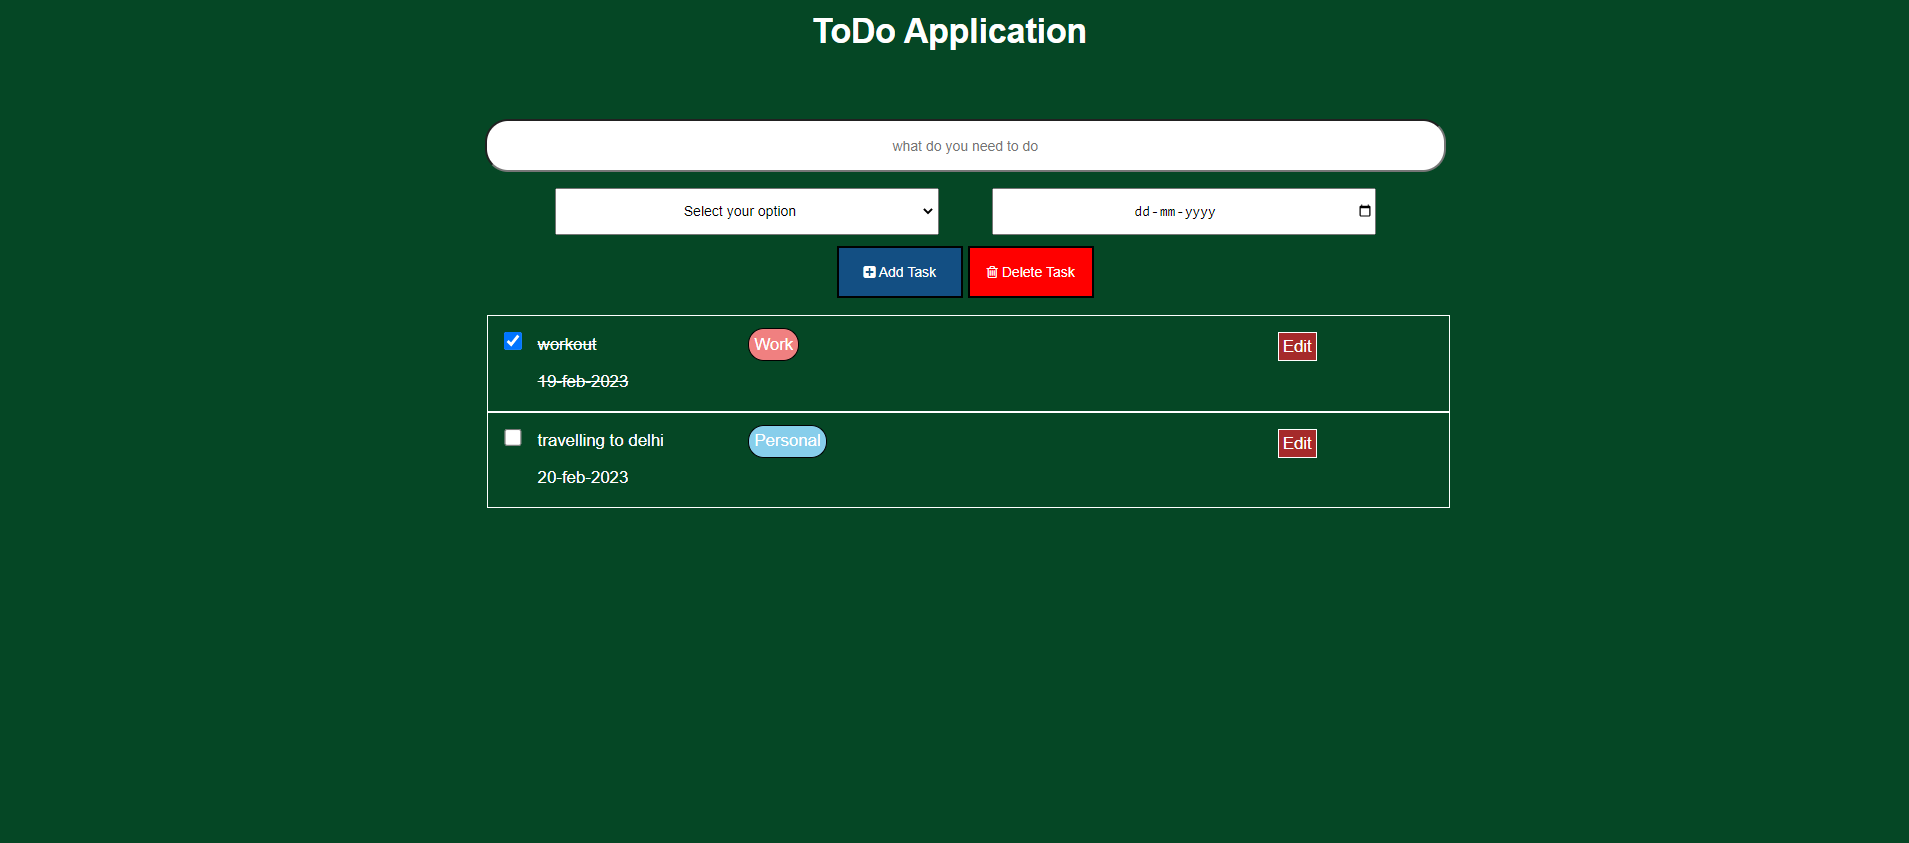 ToDo Application
what do you need to do
Select your option dd-mm-yyyy
Add Task Delete Task
workout Work Edit
19-feb-2023
travelling to delhi Personal Edit
20-feb-2023